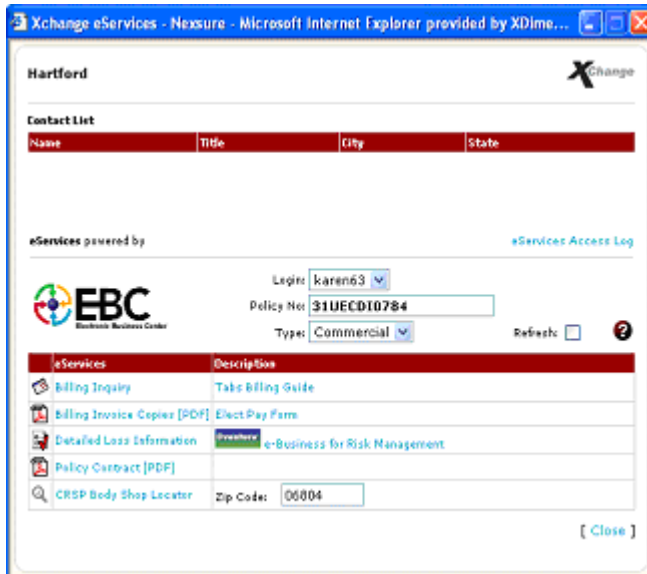 Xchange eServices - Nexsure - Microsoft Internet Explorer provided by XDime...
Hartford
XChange
Contact List
Name Title City State
eServices powered by eServices Access Log
EBC
Electronic Business Center
Login: karen63
Policy No: 31UECDI0784
Type: Commercial Refresh: ?
eServices Description
Billing Inquiry Tabs Billing Guide
Billing Invoice Copies [PDF] Elect Pay Form
Detailed Loss Information e-Business for Risk Management
Policy Contract [PDF]
CRSP Body Shop Locator Zip Code: 06804
[ Close ]